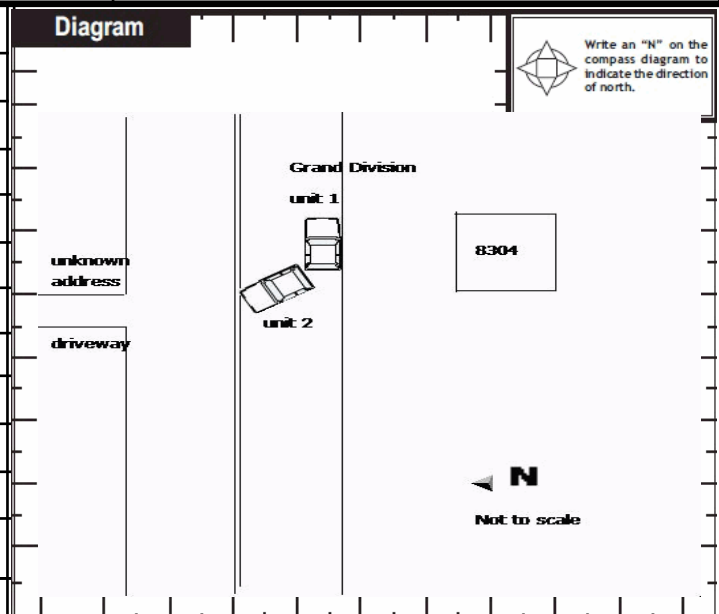 Diagram
Write an “N” on the
compass diagram to
indicate the direction
of north.
Grand Division
unit 1
8304
unknown
address
unit 2
driveway
N
Not to scale